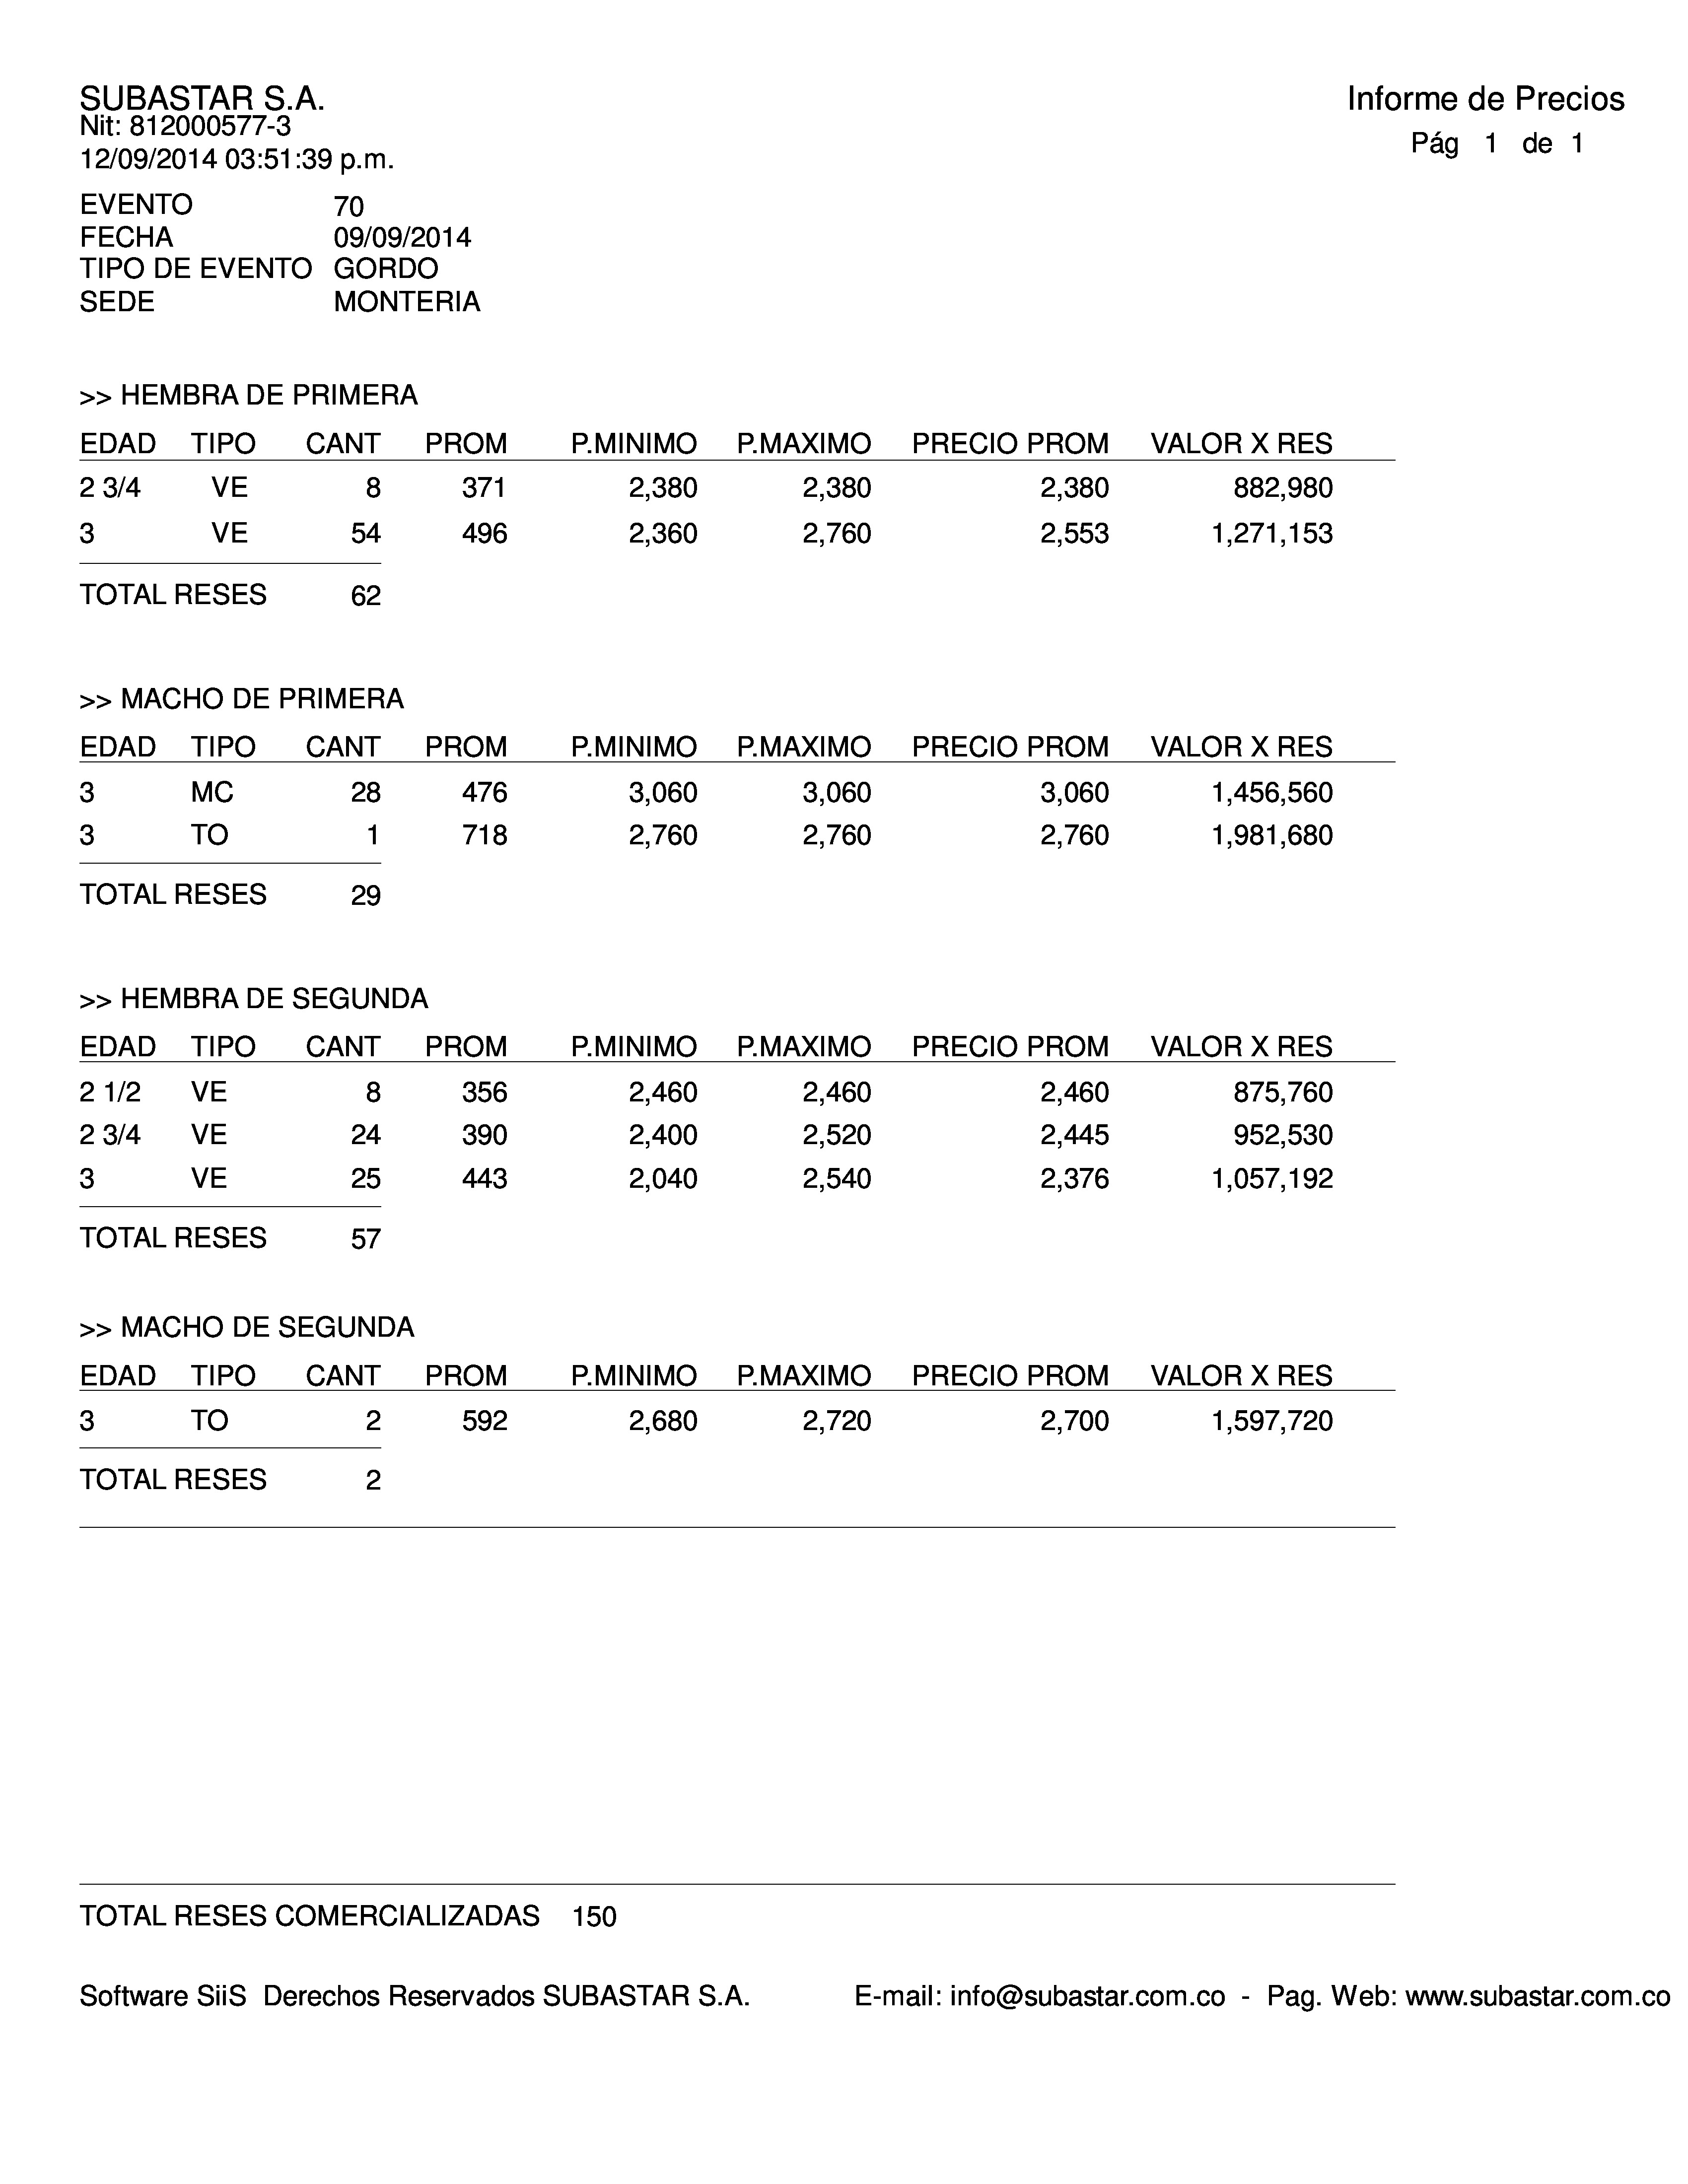 SUBASTAR S.A.
Informe de Precios
Nit: 812000577-3
Pág 1 de 1
12/09/2014 03:51:39 p.m.
EVENTO 70
FECHA 09/09/2014
TIPO DE EVENTO GORDO
SEDE MONTERIA
>> HEMBRA DE PRIMERA
EDAD TIPO CANT PROM P.MINIMO P.MAXIMO PRECIO PROM VALOR X RES
2 3/4 VE 8 371 2,380 2,380 2,380 882,980
3 VE 54 496 2,360 2,760 2,553 1,271,153
TOTAL RESES 62
>> MACHO DE PRIMERA
EDAD TIPO CANT PROM P.MINIMO P.MAXIMO PRECIO PROM VALOR X RES
3 MC 28 476 3,060 3,060 3,060 1,456,560
3 TO 1 718 2,760 2,760 2,760 1,981,680
TOTAL RESES 29
>> HEMBRA DE SEGUNDA
EDAD TIPO CANT PROM P.MINIMO P.MAXIMO PRECIO PROM VALOR X RES
2 1/2 VE 8 356 2,460 2,460 2,460 875,760
2 3/4 VE 24 390 2,400 2,520 2,445 952,530
3 VE 25 443 2,040 2,540 2,376 1,057,192
TOTAL RESES 57
>> MACHO DE SEGUNDA
EDAD TIPO CANT PROM P.MINIMO P.MAXIMO PRECIO PROM VALOR X RES
3 TO 2 592 2,680 2,720 2,700 1,597,720
TOTAL RESES 2
TOTAL RESES COMERCIALIZADAS 150
Software SiiS Derechos Reservados SUBASTAR S.A. E-mail: info@subastar.com.co - Pag. Web: www.subastar.com.co